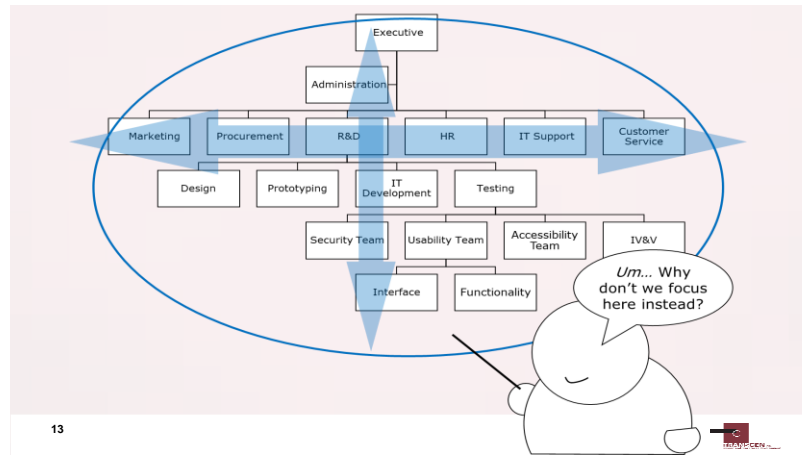 Executive
Administration
Marketing
Procurement
R&D
HR
IT Support
Customer
Service
Design
Prototyping
IT
Development
Testing
Security Team
Usability Team
Accessibility
Team
IV&V
Interface
Functionality
Um... Why
don't we focus
here instead?
13
TRANSCEN